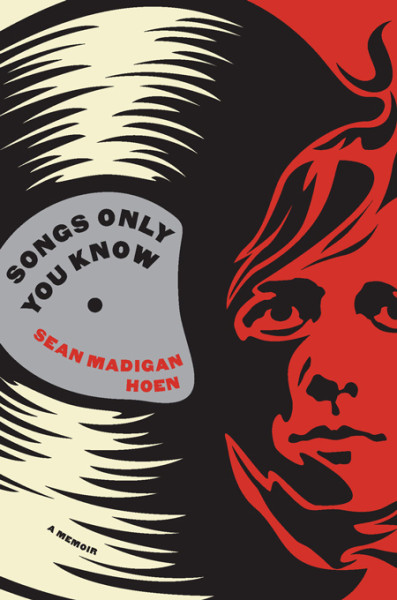 SONGS ONLY
YOU KNOW
SEAN MADIGAN
HOEN
A MEMOIR